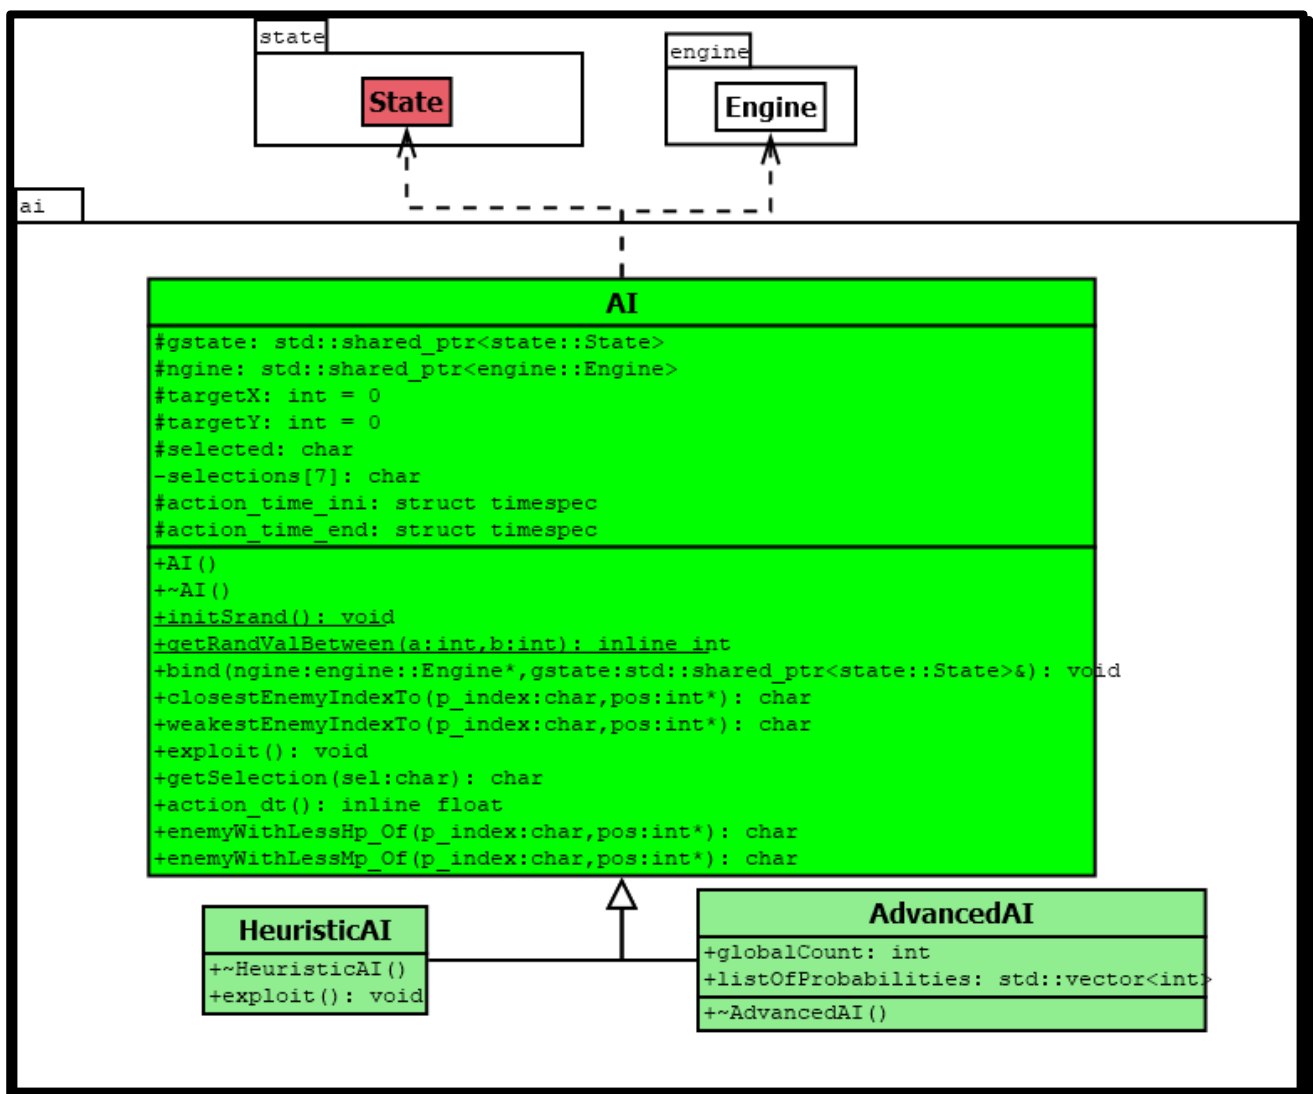 state
engine
State
Engine
ai
AI
#gstate: std::shared_ptr<state::State>
#ngine: std::shared_ptr<engine::Engine>
#targetX: int = 0
#targetY: int = 0
#selected: char
-selections[7]: char
#action_time_ini: struct timespec
#action_time_end: struct timespec
+AI()
+~AI()
+initSrand(): void
+getRandValBetween(a:int,b:int): inline int
+bind(ngine:engine::Engine*,gstate:std::shared_ptr<state::State>&): void
+closestEnemyIndexTo(p_index:char,pos:int*): char
+weakestEnemyIndexTo(p_index:char,pos:int*): char
+exploit(): void
+getSelection(sel:char): char
+action_dt(): inline float
+enemyWithLessHp_Of(p_index:char,pos:int*): char
+enemyWithLessMp_Of(p_index:char,pos:int*): char
HeuristicAI
+~HeuristicAI()
+exploit(): void
AdvancedAI
+globalCount: int
+listOfProbabilities: std::vector<int>
+~AdvancedAI()